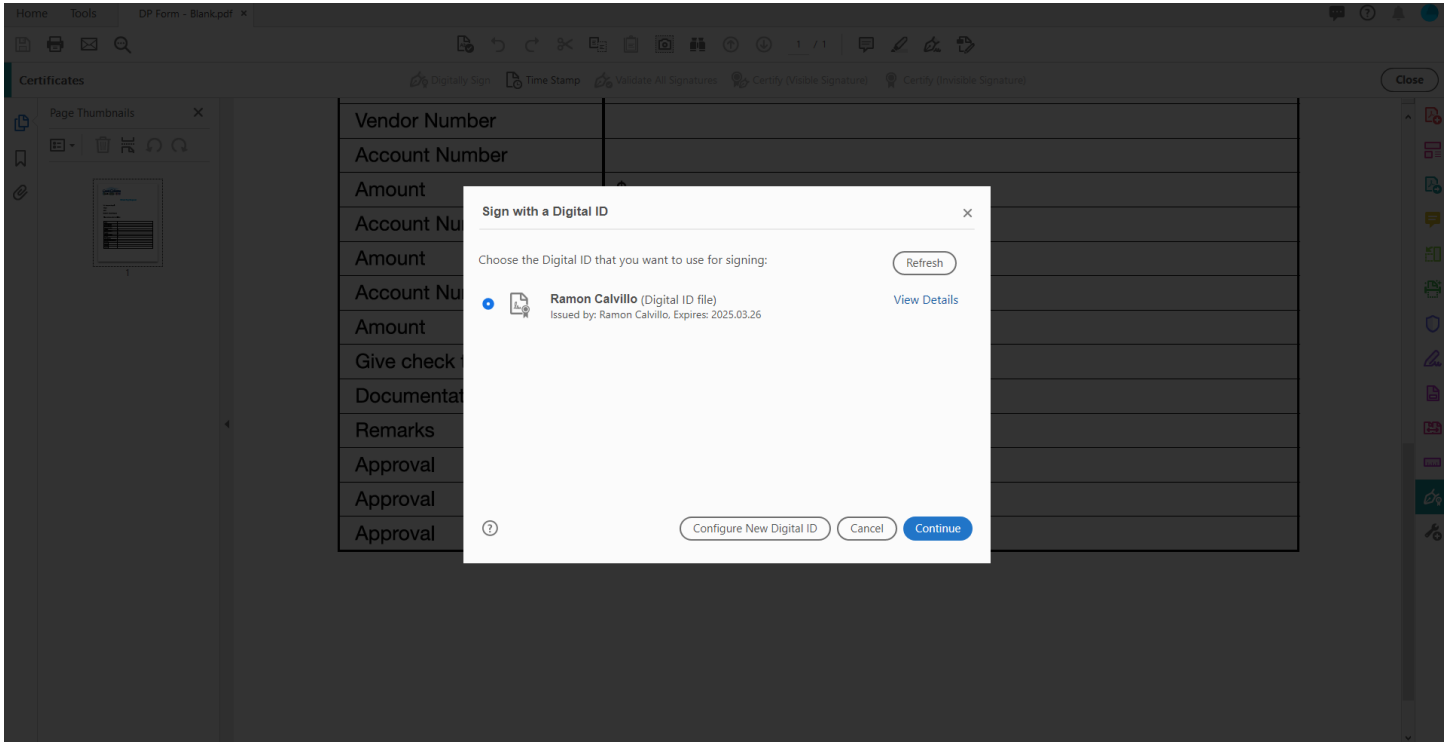 Home Tools DP Form - Blank.pdf ×
1 / 1
Certificates Digitally Sign Time Stamp Validate All Signatures Certify (Visible Signature) Certify (Invisible Signature) Close
Page Thumbnails
1
Vendor Number
Account Number
Amount
Account Nu
Amount
Account Nu
Amount
Give check
Documentat
Remarks
Approval
Approval
Approval
Sign with a Digital ID
Choose the Digital ID that you want to use for signing:
Refresh
Ramon Calvillo (Digital ID file)
View Details
Issued by: Ramon Calvillo, Expires: 2025.03.26
Configure New Digital ID Cancel Continue